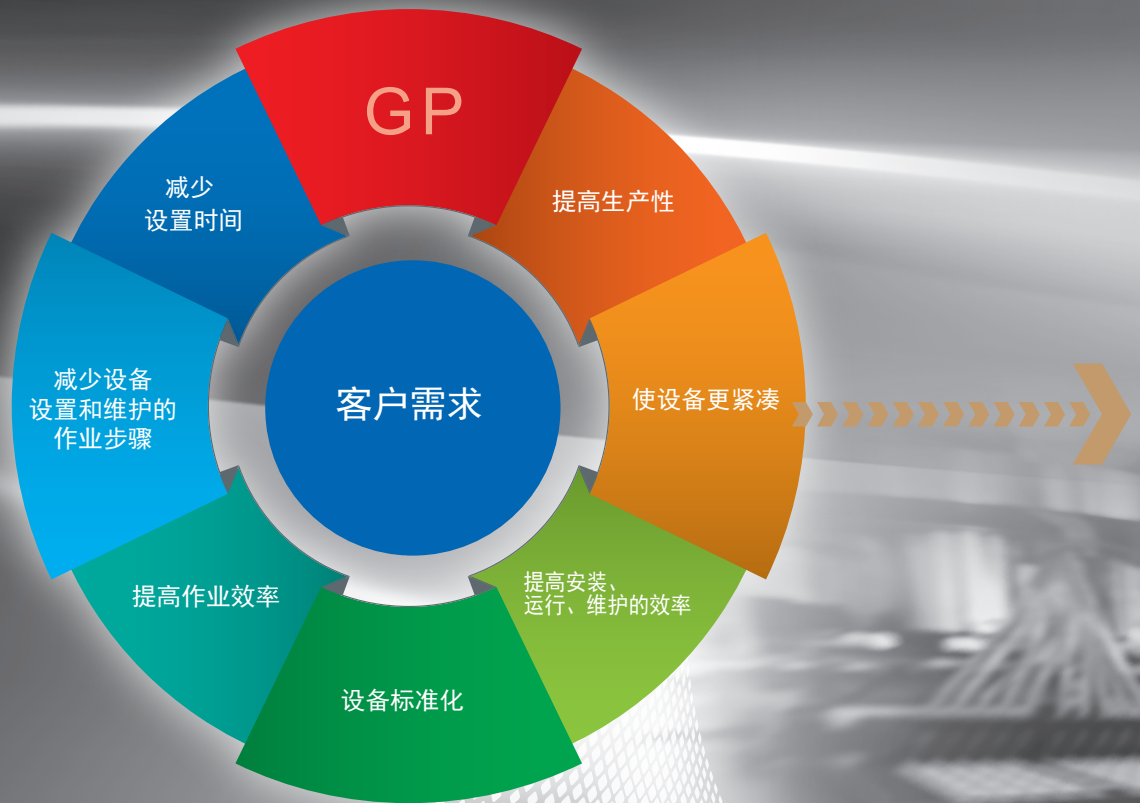 GP
提高生产性
使设备更紧凑
提高安装、
运行、维护的效率
设备标准化
提高作业效率
减少设备
设置和维护的
作业步骤
减少
设置时间
客户需求